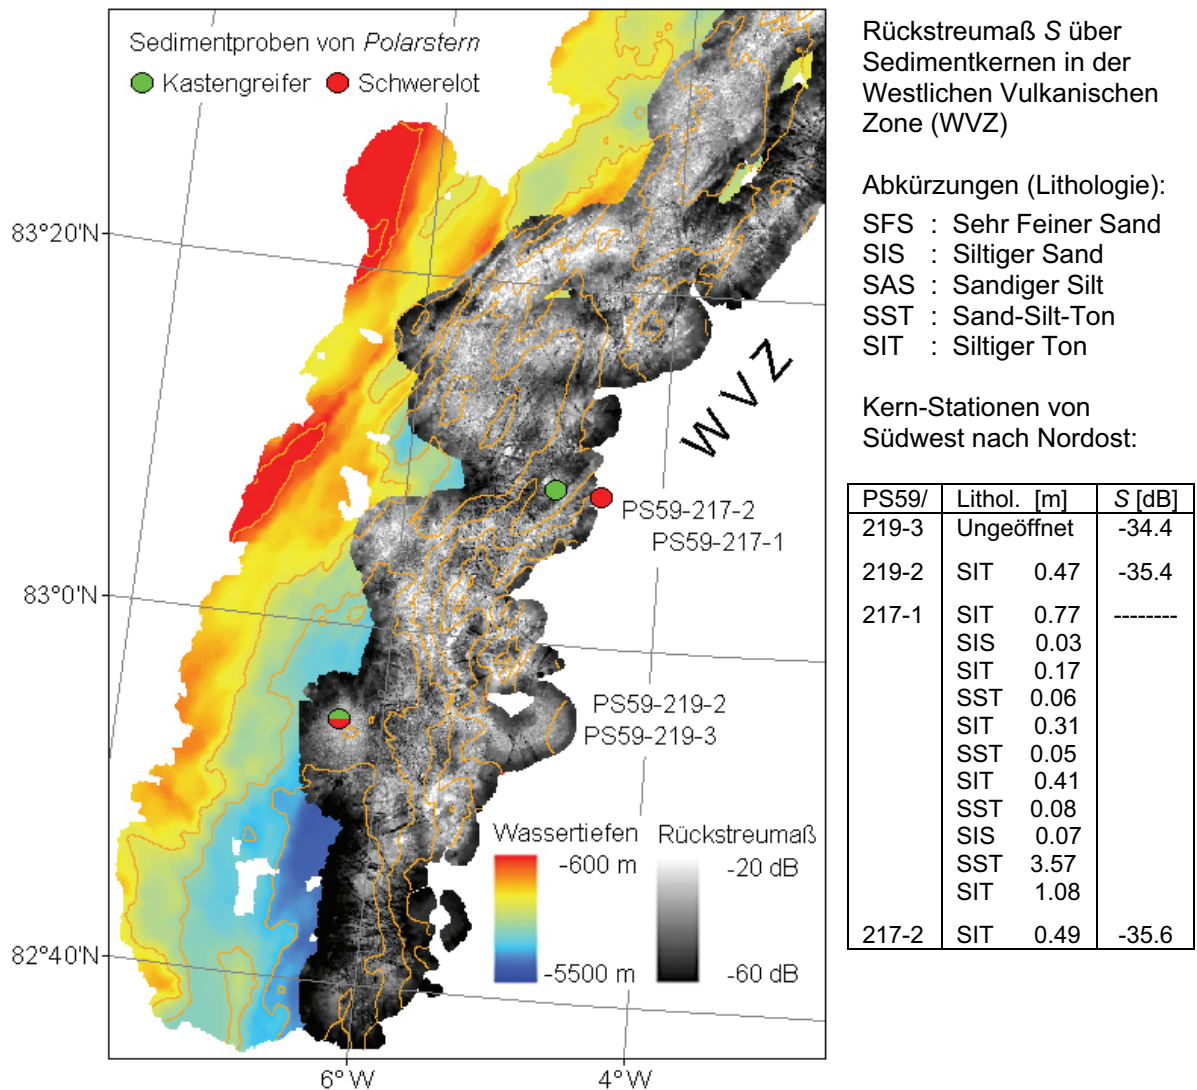 Sedimentproben von Polarstern
Kastengreifer Schwerelot
83°20'N
83°0'N
82°40'N
6°W
4°W
WVZ
PS59-217-2
PS59-217-1
PS59-219-2
PS59-219-3
Wassertiefen
-600 m
-5500 m
Rückstreumaß
-20 dB
-60 dB
Rückstreumaß S über
Sedimentkernen in der
Westlichen Vulkanischen
Zone (WVZ)
Abkürzungen (Lithologie):
SFS : Sehr Feiner Sand
SIS : Siltiger Sand
SAS : Sandiger Silt
SST : Sand-Silt-Ton
SIT : Siltiger Ton
Kern-Stationen von
Südwest nach Nordost:
PS59/ Lithol. [m] S [dB]
219-3 Ungeöffnet -34.4
219-2 SIT 0.47 -35.4
217-1 SIT 0.77 --------
SIS 0.03
SIT 0.17
SST 0.06
SIT 0.31
SST 0.05
SIT 0.41
SST 0.08
SIS 0.07
SST 3.57
SIT 1.08
217-2 SIT 0.49 -35.6